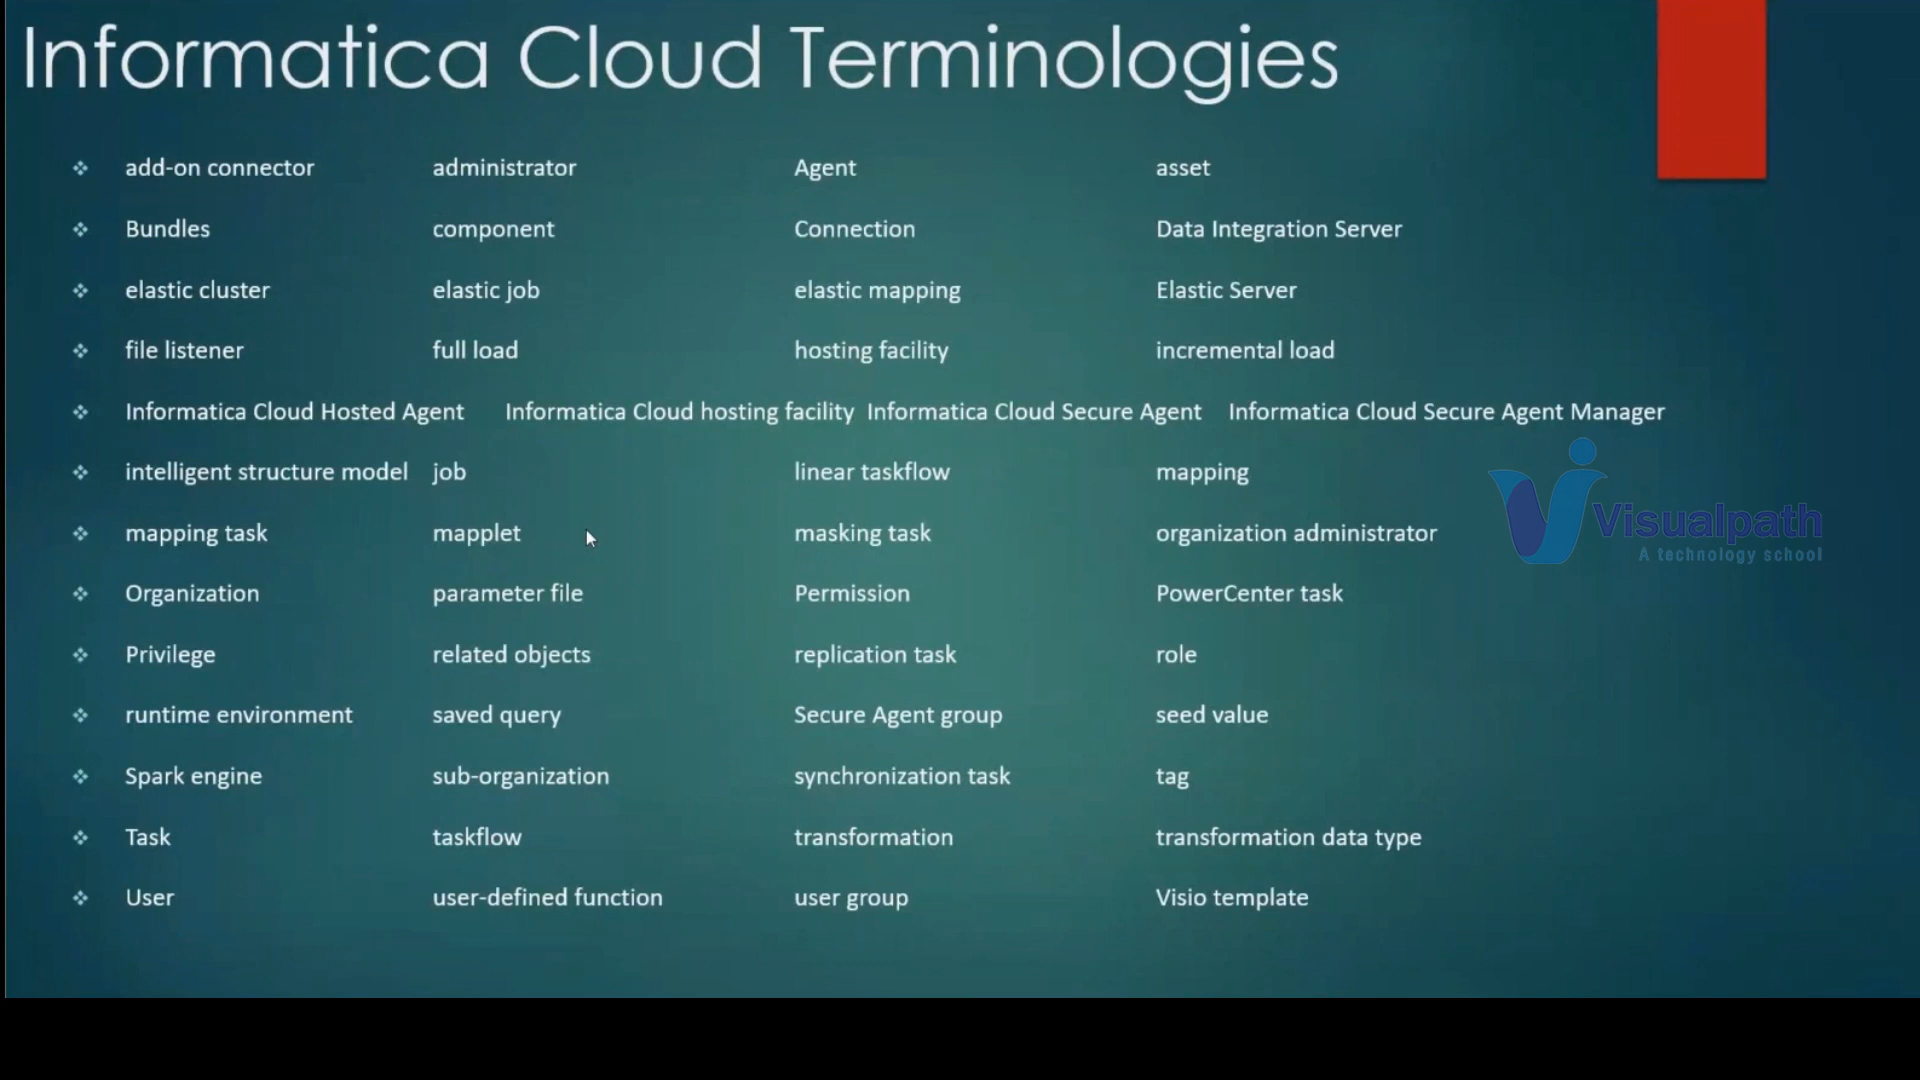 Informatica Cloud Terminologies
add-on connector administrator Agent asset
Bundles component Connection Data Integration Server
elastic cluster elastic job elastic mapping Elastic Server
file listener full load hosting facility incremental load
Informatica Cloud Hosted Agent Informatica Cloud hosting facility Informatica Cloud Secure Agent Informatica Cloud Secure Agent Manager
intelligent structure model job linear taskflow mapping
mapping task mapplet masking task organization administrator
Visualpath
A technology school
Organization parameter file Permission PowerCenter task
Privilege related objects replication task role
runtime environment saved query Secure Agent group seed value
Spark engine sub-organization synchronization task tag
Task taskflow transformation transformation data type
User user-defined function user group Visio template